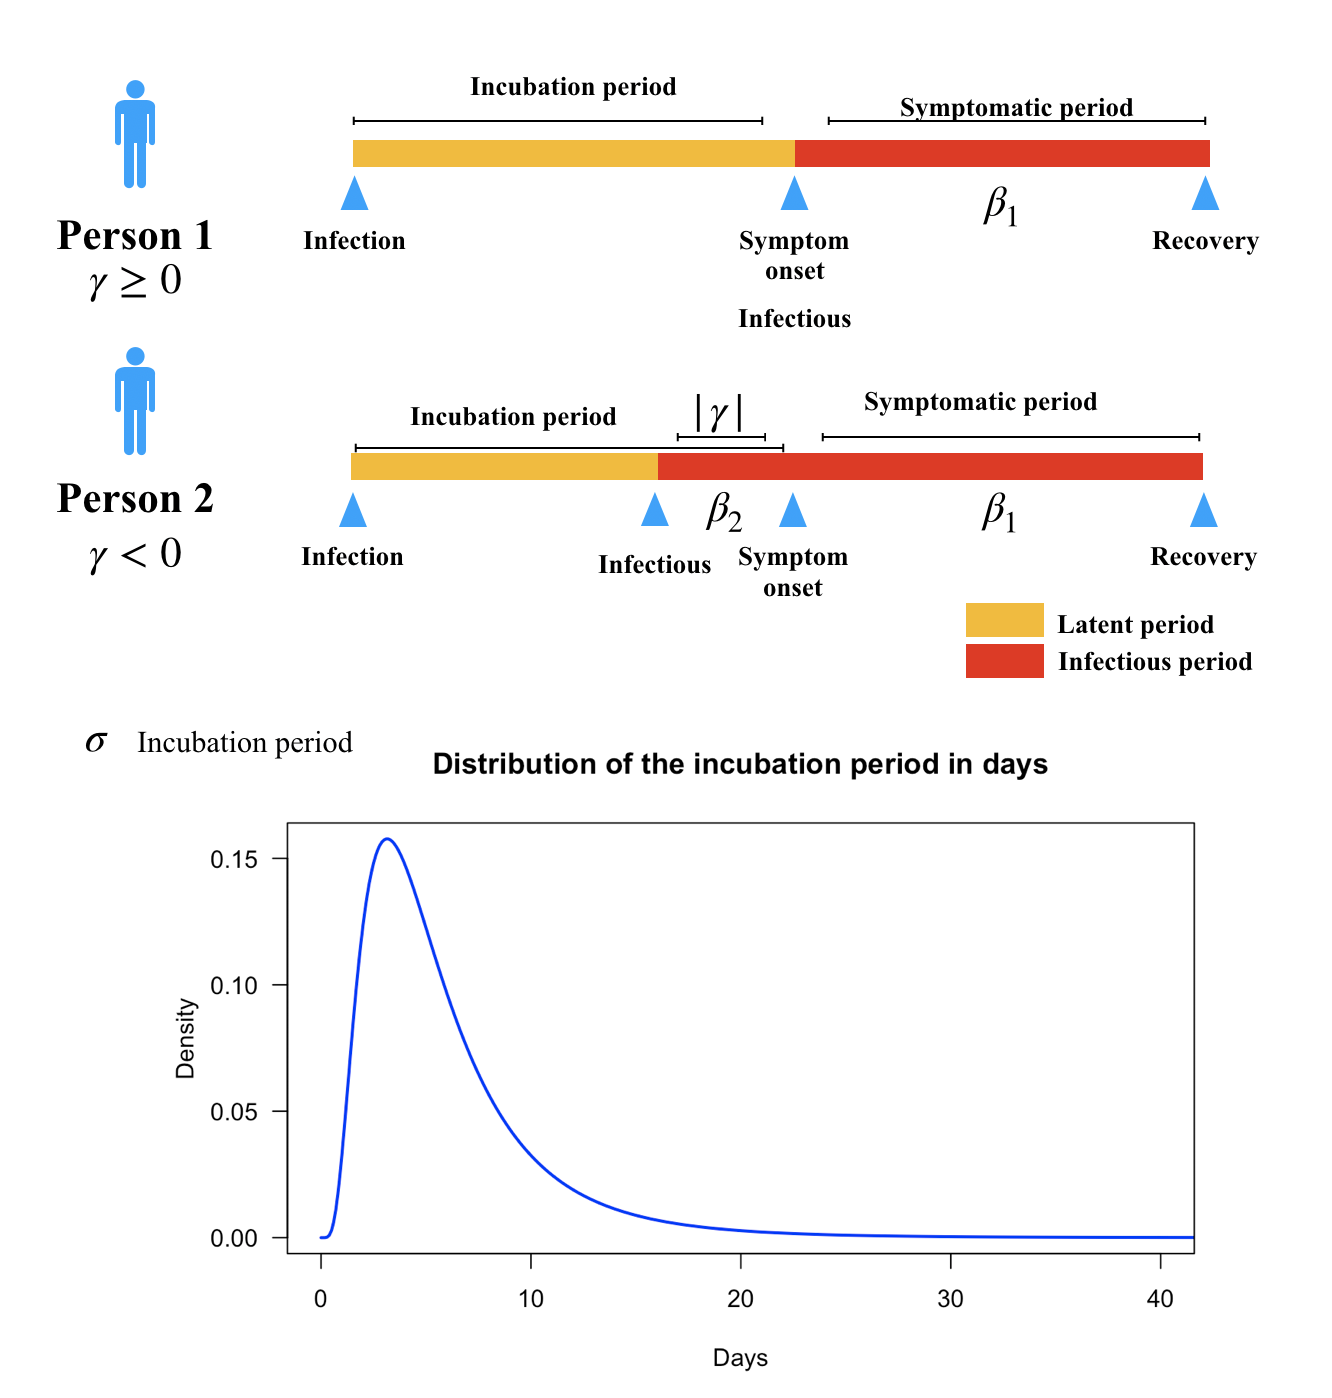 Incubation period
Symptomatic period
β₁
Infection
Symptom
onset
Recovery
Person 1
γ ≥ 0
Infectious
Incubation period
|γ|
Symptomatic period
Person 2
γ < 0
β₂
β₁
Infection
Infectious
Symptom
onset
Recovery
Latent period
Infectious period
σ Incubation period
Distribution of the incubation period in days
0.15
0.10
0.05
0.00
Density
0 10 20 30 40
Days